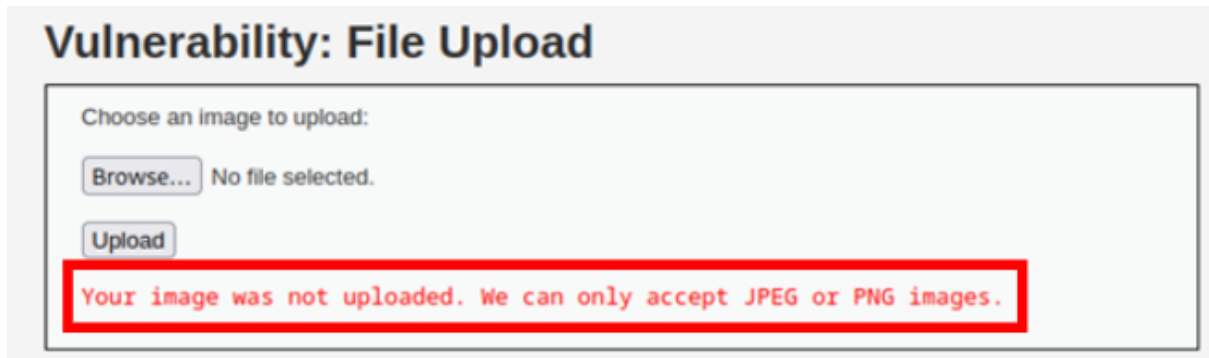 Vulnerability: File Upload
Choose an image to upload:
Browse... No file selected.
Upload
Your image was not uploaded. We can only accept JPEG or PNG images.